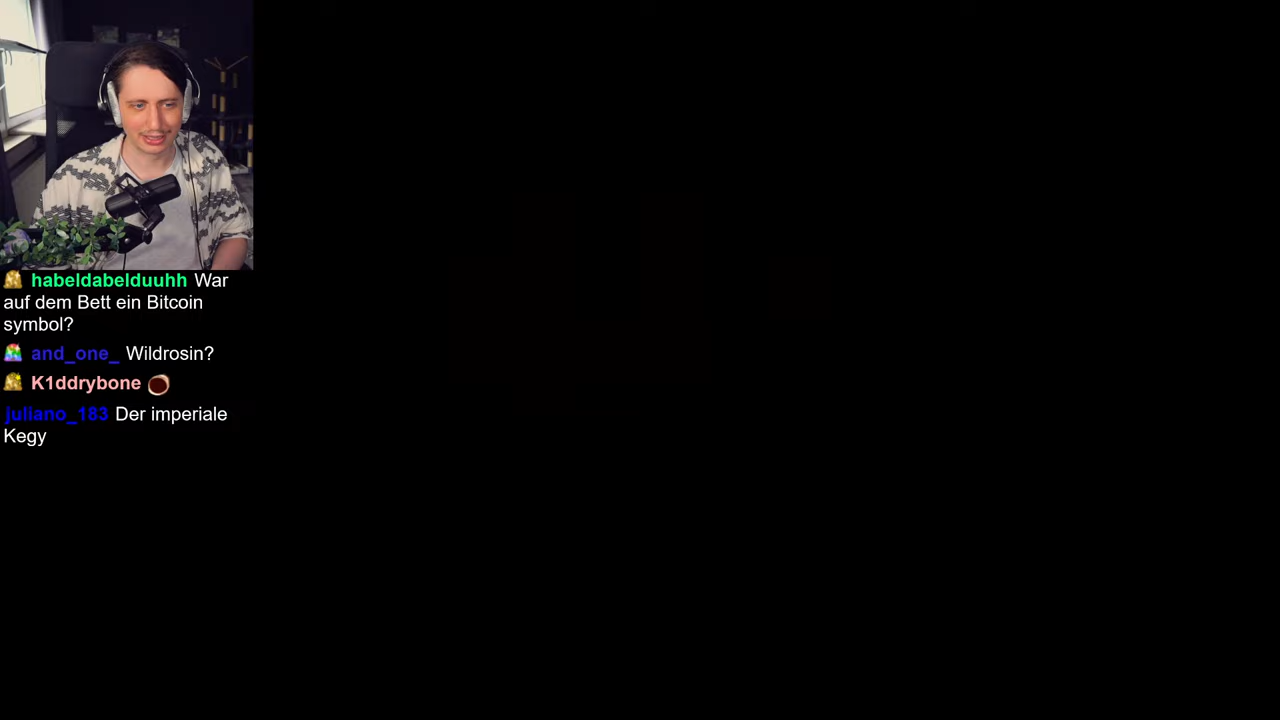 habeldabelduuhh War
auf dem Bett ein Bitcoin
symbol?
and_one_ Wildrosin?
K1ddrybone
juliano_183 Der imperiale
Kegy